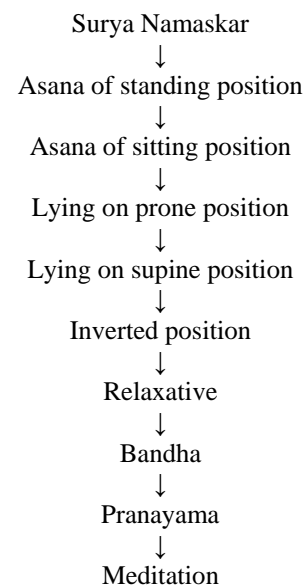 Surya Namaskar
↓
Asana of standing position
↓
Asana of sitting position
↓
Lying on prone position
↓
Lying on supine position
↓
Inverted position
↓
Relaxative
↓
Bandha
↓
Pranayama
↓
Meditation